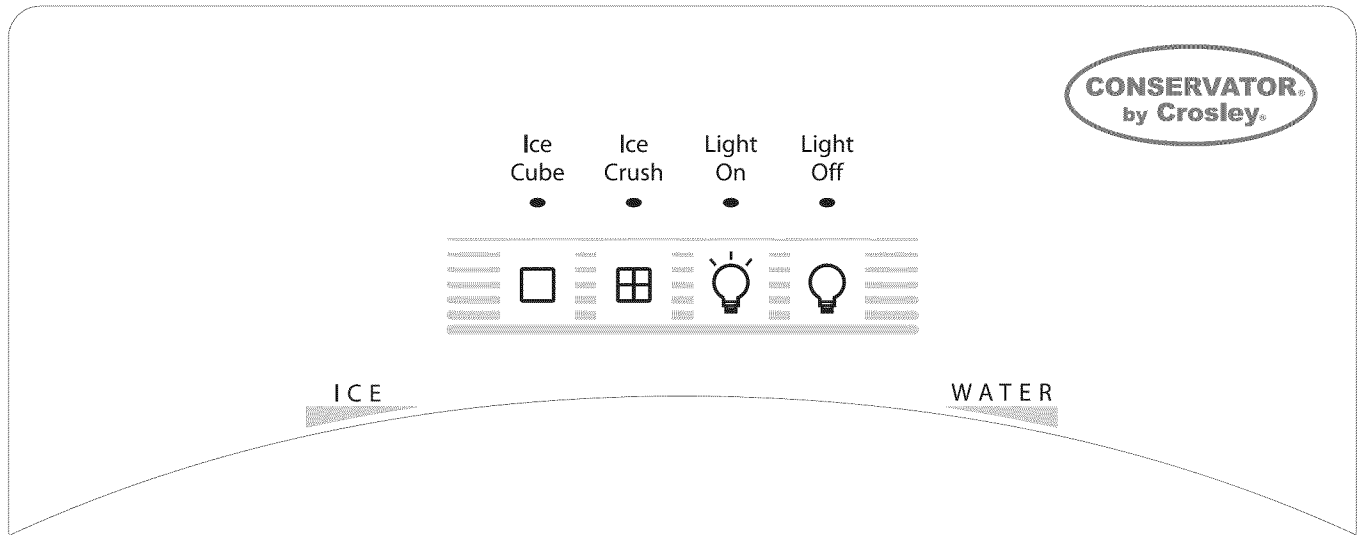 CONSERVATOR®
by Crosley®
Ice Cube
Ice Crush
Light On
Light Off
ICE
WATER